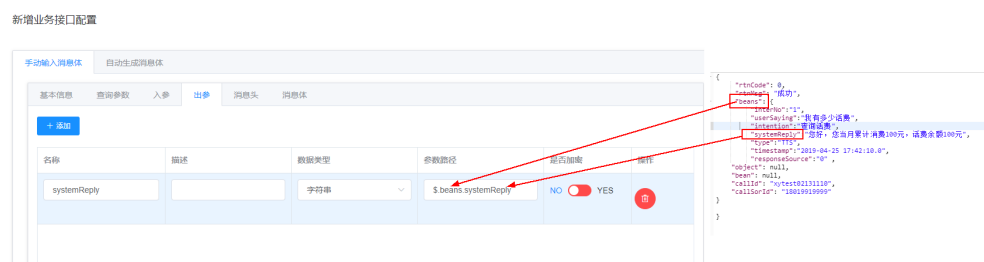 新增业务接口配置
手动输入消息体 自动生成消息体
基本信息 查询参数 入参 出参 消息头 消息体
+ 添加
名称 描述 数据类型 参数路径 是否加密 操作
systemReply 字符串 $.beans.systemReply NO YES
{
"rtnCode": 0,
"rtnMsg": "成功",
"beans": {
"interNo":"1",
"userSaying":"我有多少话费",
"intention":"查询话费",
"systemReply":"您好，您当月累计消费100元，话费余额100元",
"type":"TTS",
"timestamp":"2019-04-25 17:42:10.0",
"responseSource":"0" ,
"object": null,
"bean": null,
"callId": "xytest02131110",
"callSorId": "18019919999"
}
}